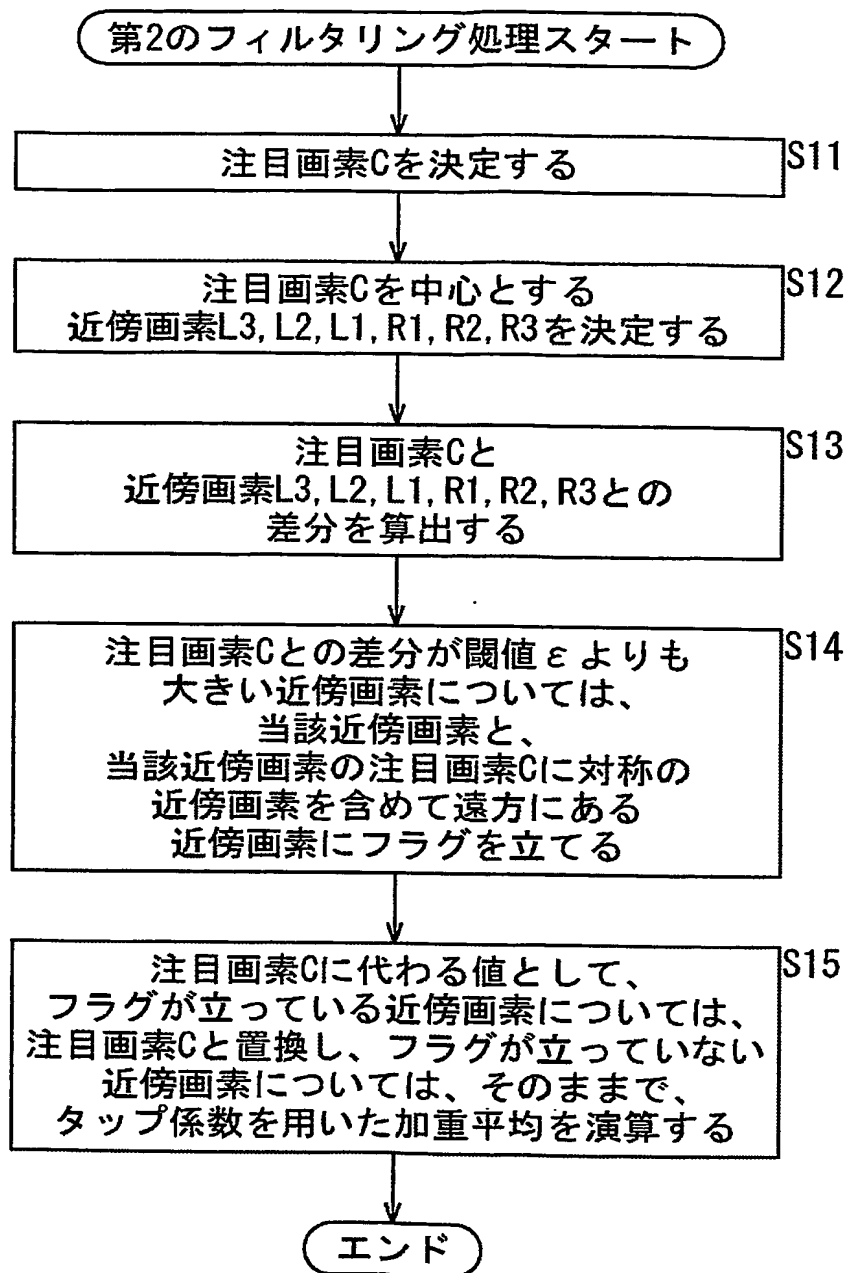 第2のフィルタリング処理スタート
注目画素Cを決定する
S11
注目画素Cを中心とする
近傍画素L3, L2, L1, R1, R2, R3を決定する
S12
注目画素Cと
近傍画素L3, L2, L1, R1, R2, R3との
差分を算出する
S13
注目画素Cとの差分が閾値εよりも
大きい近傍画素については、
当該近傍画素と、
当該近傍画素の注目画素Cに対称の
近傍画素を含めて遠方にある
近傍画素にフラグを立てる
S14
注目画素Cに代わる値として、
フラグが立っている近傍画素については、
注目画素Cと置換し、フラグが立っていない
近傍画素については、そのままで、
タップ係数を用いた加重平均を演算する
S15
エンド